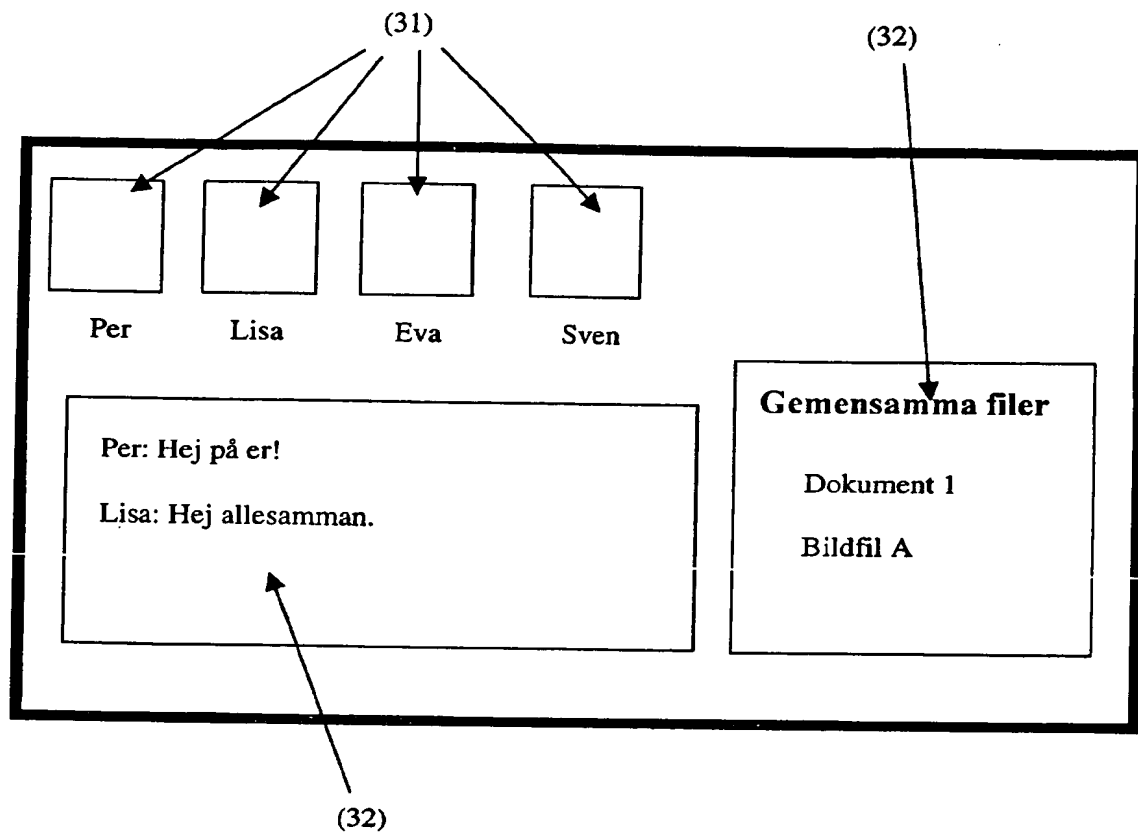 (31)
(32)
Per
Lisa
Eva
Sven
Per: Hej på er!
Lisa: Hej allesamman.
Gemensamma filer
Dokument 1
Bildfil A
(32)